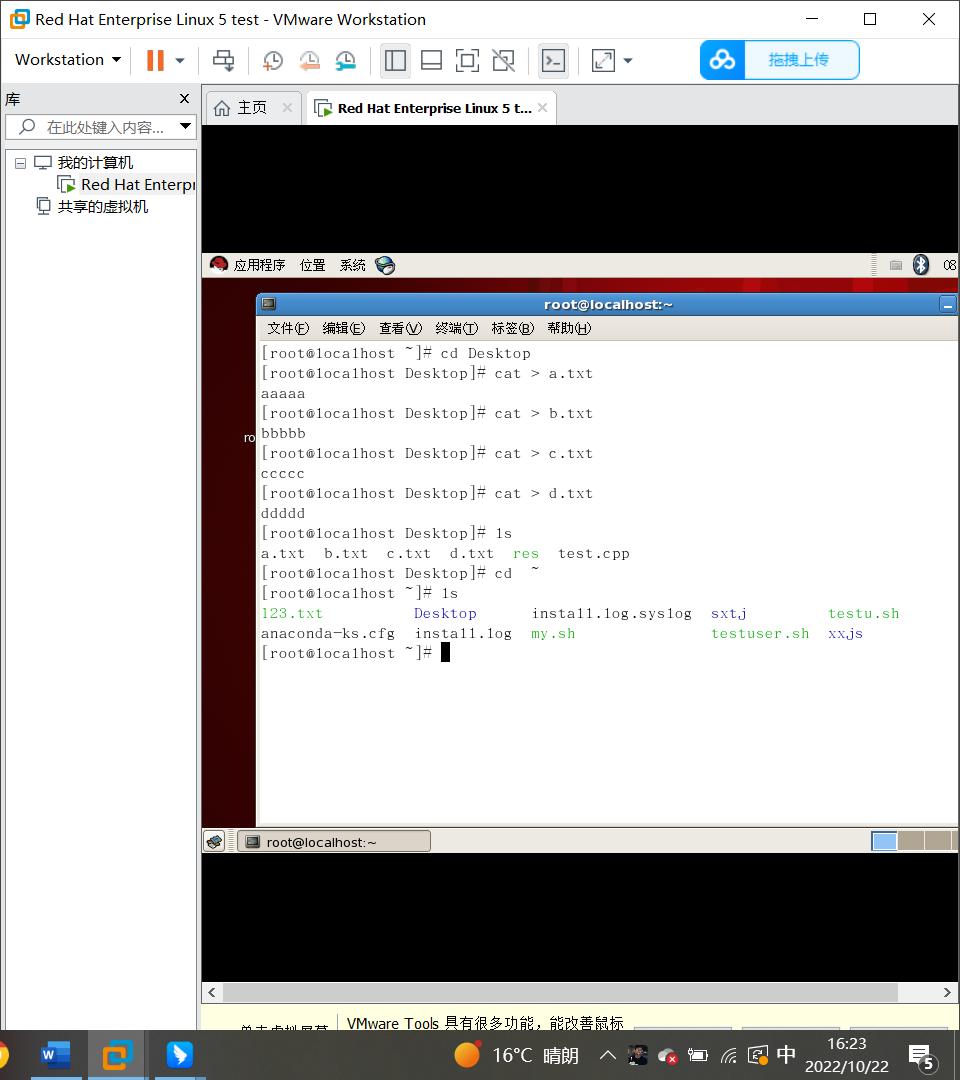 Red Hat Enterprise Linux 5 test - VMware Workstation
Workstation
拖拽上传
库
主页
Red Hat Enterprise Linux 5 t...
在此处键入内容...
我的计算机
Red Hat Enterpr
共享的虚拟机
应用程序 位置 系统
08
root@localhost:~
文件(F) 编辑(E) 查看(V) 终端(T) 标签(B) 帮助(H)
[root@localhost ~]# cd Desktop
[root@localhost Desktop]# cat > a.txt
aaaaa
[root@localhost Desktop]# cat > b.txt
bbbbb
ro
[root@localhost Desktop]# cat > c.txt
ccccc
[root@localhost Desktop]# cat > d.txt
ddddd
[root@localhost Desktop]# ls
a.txt b.txt c.txt d.txt res test.cpp
[root@localhost Desktop]# cd ~
[root@localhost ~]# ls
123.txt Desktop install.log.syslog sxtj testu.sh
anaconda-ks.cfg install.log my.sh testuser.sh xxjs
[root@localhost ~]#
root@localhost:~
VMware Tools 具有很多功能，能改善鼠标
单击虚拟屏幕
16°C 晴朗
中
16:23
2022/10/22
5